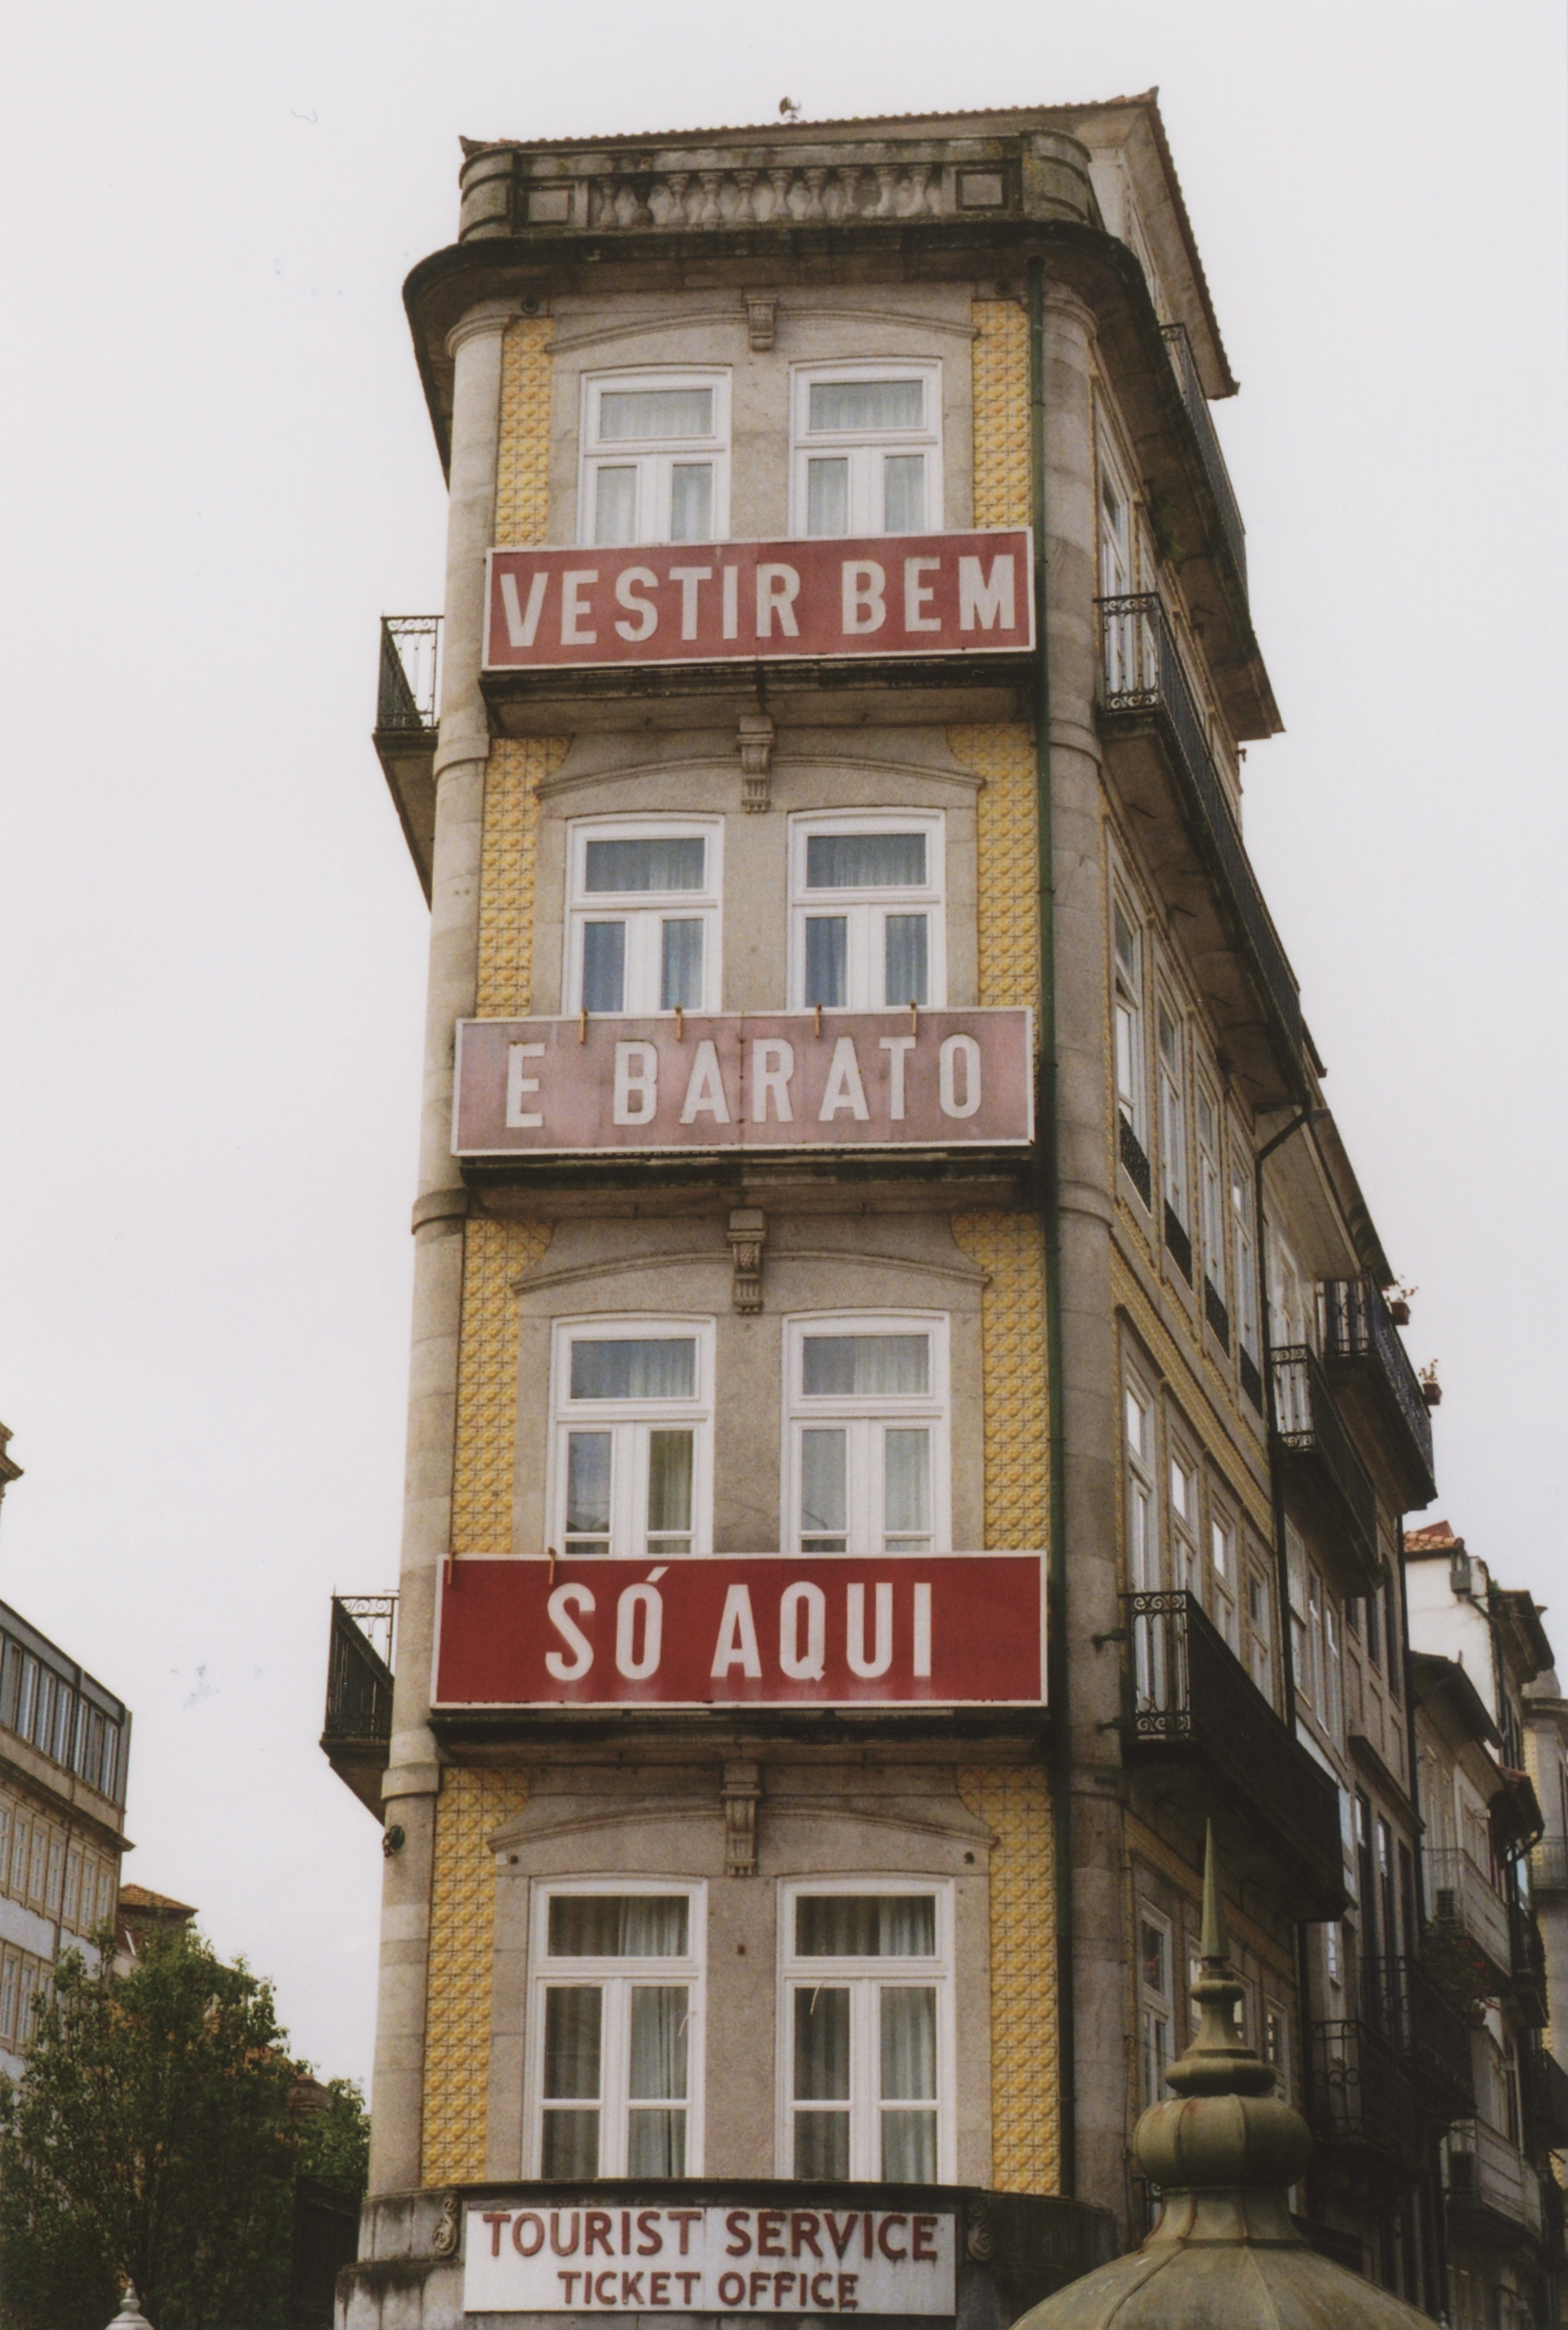 VESTIR BEM
E BARATO
SÓ AQUI
TOURIST SERVICE
TICKET OFFICE